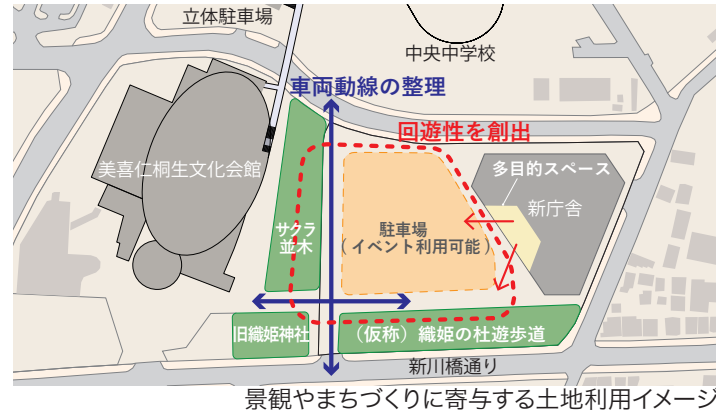 立体駐車場
中央中学校
車両動線の整理
回遊性を創出
美喜仁桐生文化会館
多目的スペース
新庁舎
サクラ
並木
駐車場
(イベント利用可能)
旧織姫神社
(仮称)織姫の杜遊歩道
新川橋通り
景観やまちづくりに寄与する土地利用イメージ